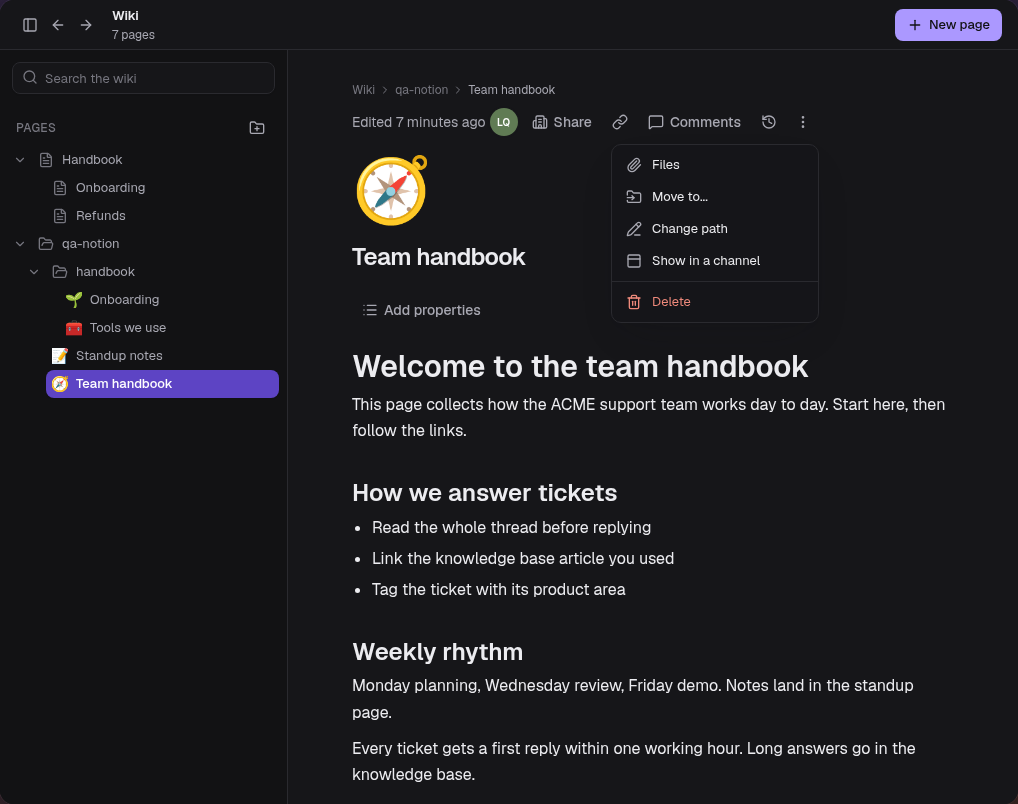 Wiki
7 pages
New page
Search the wiki
PAGES
Handbook
Onboarding
Refunds
qa-notion
handbook
Onboarding
Tools we use
Standup notes
Team handbook
Wiki > qa-notion > Team handbook
Edited 7 minutes ago LQ Share Comments
Files
Move to...
Change path
Show in a channel
Delete
Team handbook
Add properties
Welcome to the team handbook
This page collects how the ACME support team works day to day. Start here, then
follow the links.
How we answer tickets
• Read the whole thread before replying
• Link the knowledge base article you used
• Tag the ticket with its product area
Weekly rhythm
Monday planning, Wednesday review, Friday demo. Notes land in the standup
page.
Every ticket gets a first reply within one working hour. Long answers go in the
knowledge base.